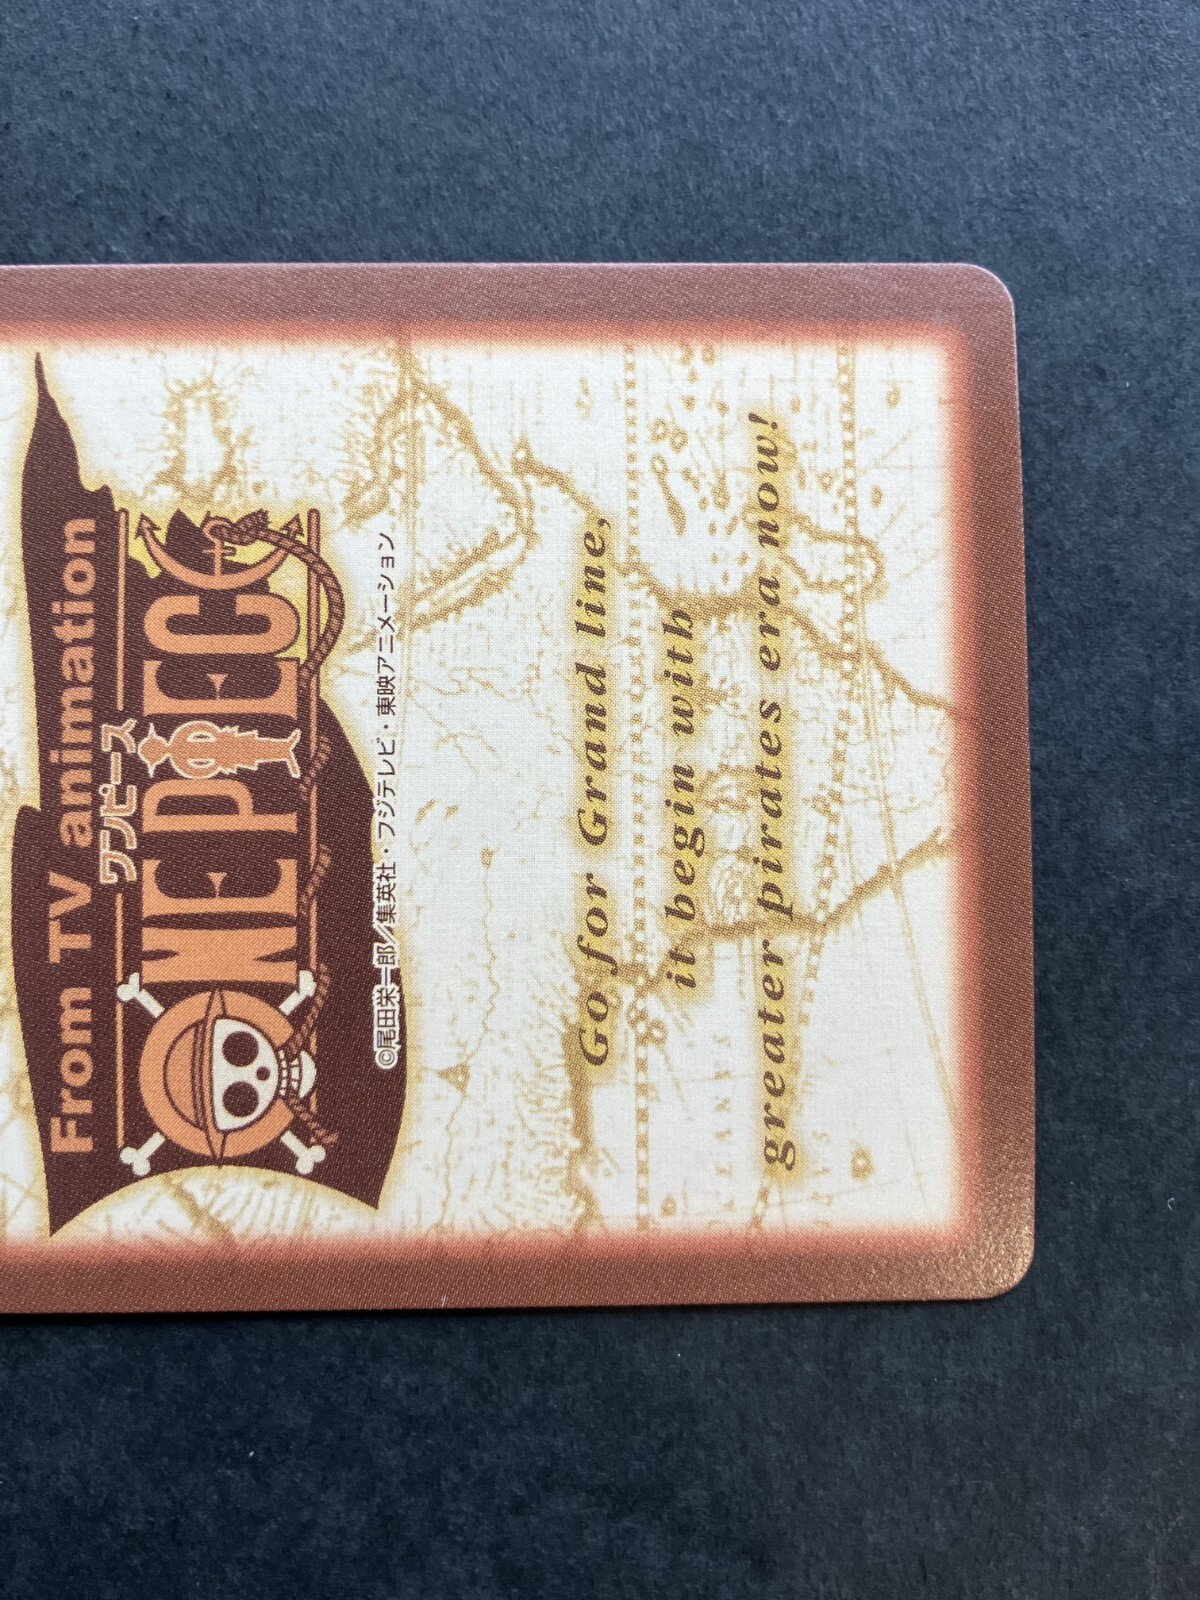 From TV animation
ワンピース
ONE PIECE
©尾田栄一郎/集英社・フジテレビ・東映アニメーション
Go for Grand line,
it begin with
greater pirates era now!